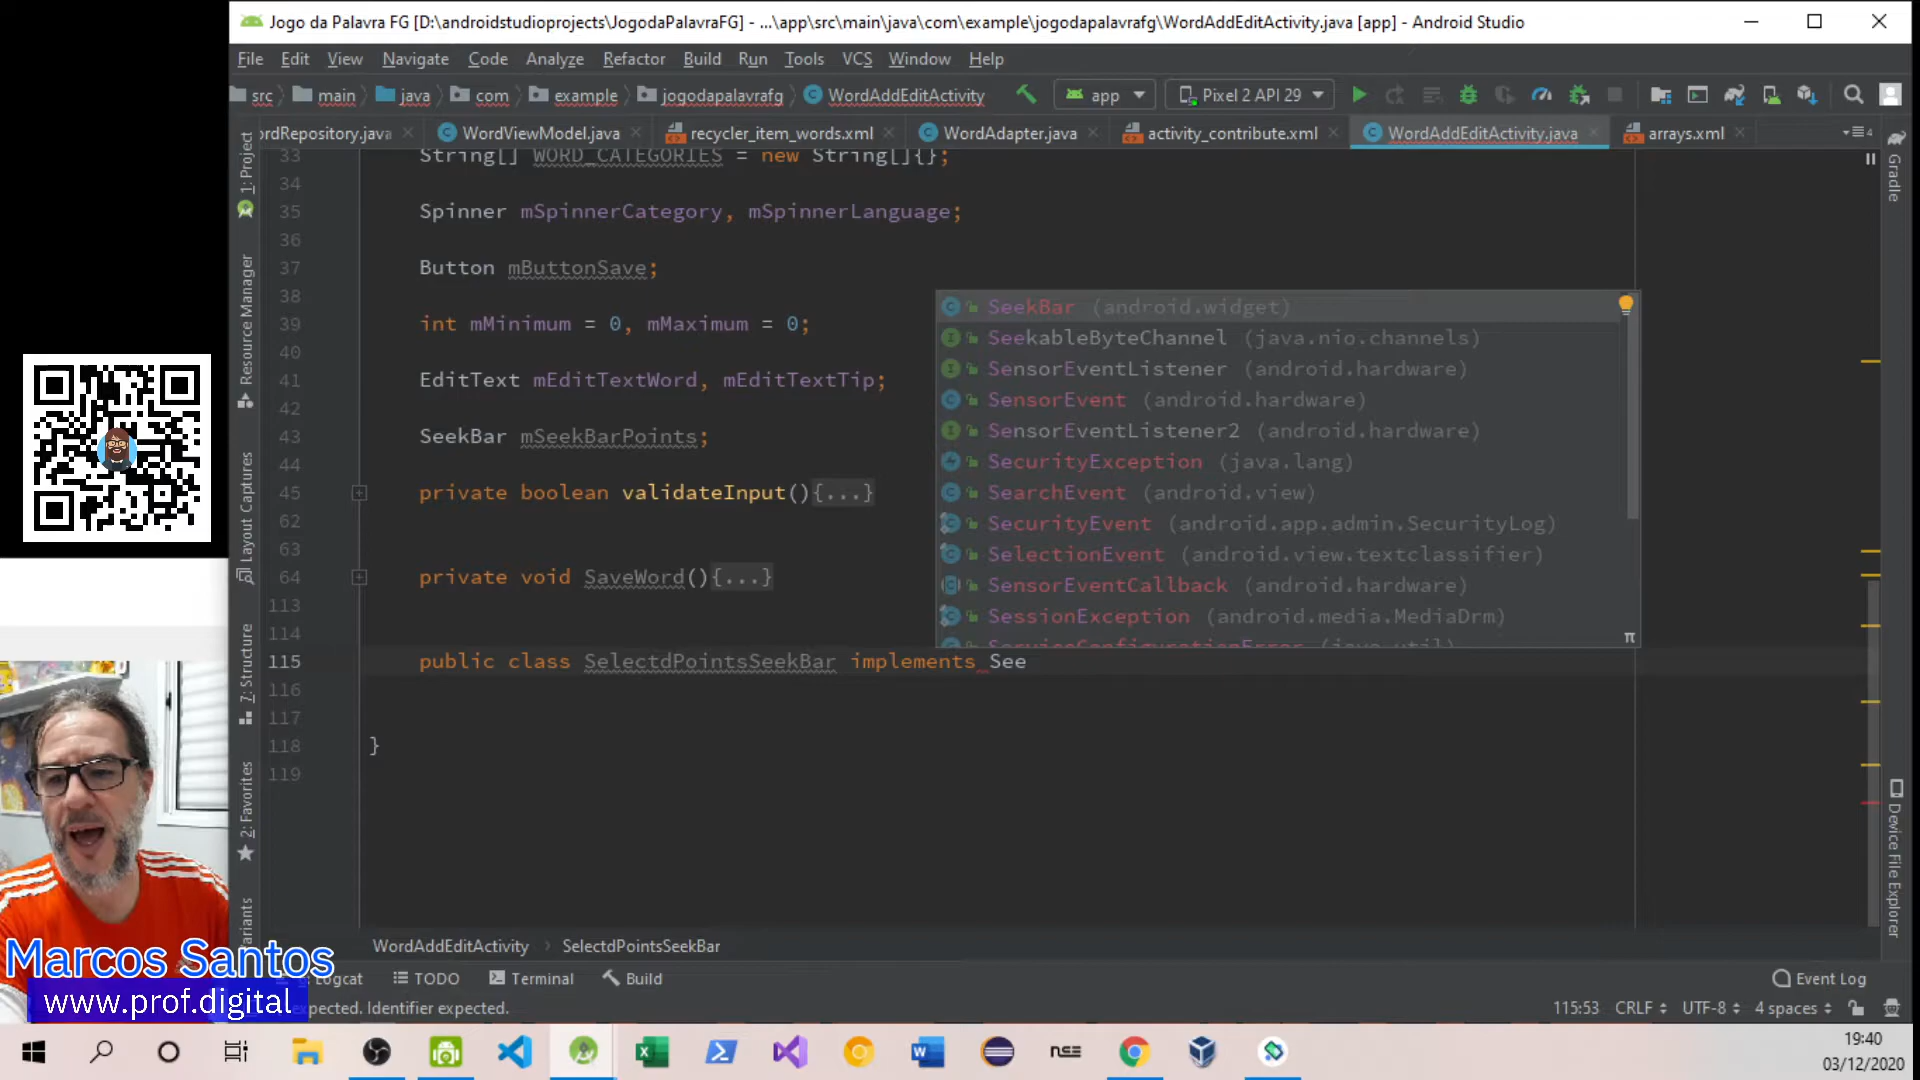 Jogo da Palavra FG [D:\androidstudioprojects\JogodaPalavraFG] - ...\app\src\main\java\com\example\jogodapalavrafg\WordAddEditActivity.java [app] - Android Studio
File Edit View Navigate Code Analyze Refactor Build Run Tools VCS Window Help
src main java com example jogodapalavrafg WordAddEditActivity app Pixel 2 API 29
ordRepository.java WordViewModel.java recycler_item_words.xml WordAdapter.java activity_contribute.xml WordAddEditActivity.java arrays.xml 4
33 String[] WORD_CATEGORIES = new String[]{};
34
35 Spinner mSpinnerCategory, mSpinnerLanguage;
36
37 Button mButtonSave;
38
39 int mMinimum = 0, mMaximum = 0;
40
41 EditText mEditTextWord, mEditTextTip;
42
43 SeekBar mSeekBarPoints;
44
45 private boolean validateInput(){...}
62
63
64 private void SaveWord(){...}
113
114
115 public class SelectdPointsSeekBar implements See
116
117
118 }
119
SeekBar (android.widget)
SeekableByteChannel (java.nio.channels)
SensorEventListener (android.hardware)
SensorEvent (android.hardware)
SensorEventListener2 (android.hardware)
SecurityException (java.lang)
SearchEvent (android.view)
SecurityEvent (android.app.admin.SecurityLog)
SelectionEvent (android.view.textclassifier)
SensorEventCallback (android.hardware)
SessionException (android.media.MediaDrm)
ServiceConfigurationError (java.util)
π
1: Project
Resource Manager
Layout Captures
7: Structure
2: Favorites
ariants
Gradle
Device File Explorer
WordAddEditActivity SelectdPointsSeekBar
Logcat TODO Terminal Build Event Log
expected. Identifier expected. 115:53 CRLF UTF-8 4 spaces
Marcos Santos
www.prof.digital
19:40
03/12/2020